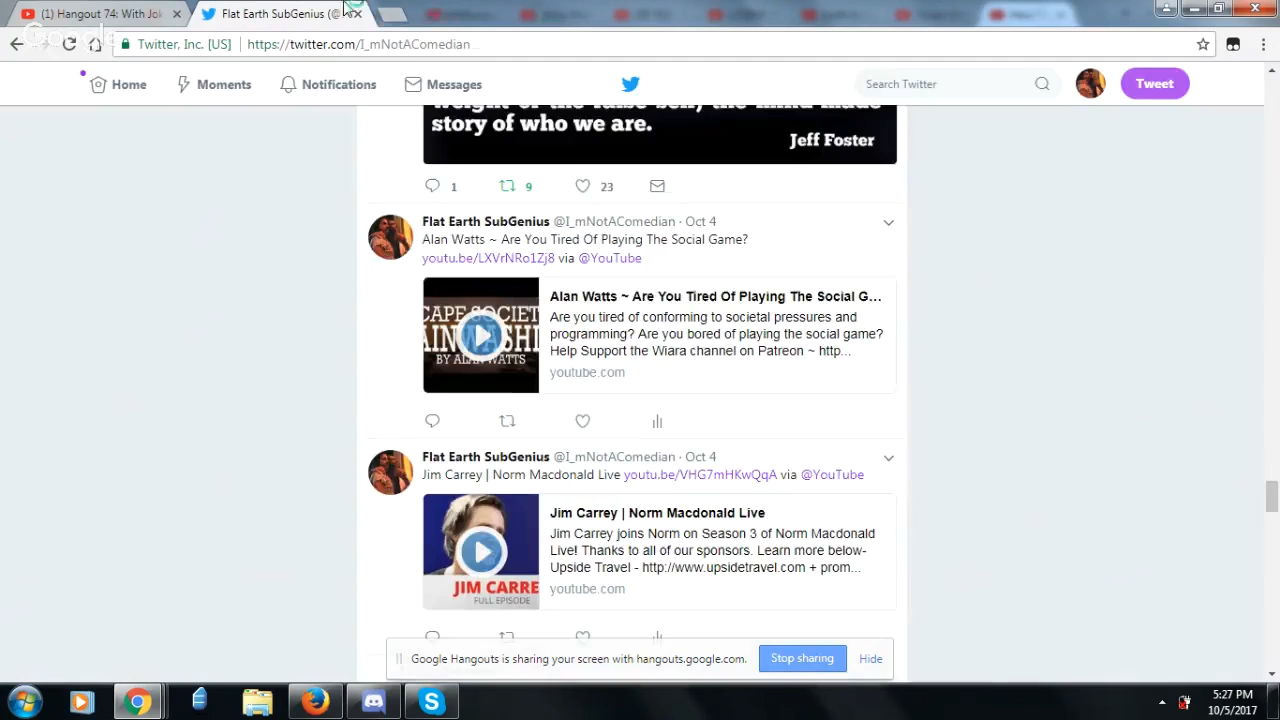 (1) Hangout 74: With Jok
Flat Earth SubGenius (@
Twitter, Inc. [US]
https://twitter.com/I_mNotAComedian
Home
Moments
Notifications
Messages
Search Twitter
Tweet
story of who we are.
Jeff Foster
1
9
23
Flat Earth SubGenius @I_mNotAComedian · Oct 4
Alan Watts ~ Are You Tired Of Playing The Social Game?
youtu.be/LXVrNRo1Zj8 via @YouTube
CAPE SOCIET
AINWASHI
BY ALAN WATTS
Alan Watts ~ Are You Tired Of Playing The Social G...
Are you tired of conforming to societal pressures and
programming? Are you bored of playing the social game?
Help Support the Wiara channel on Patreon ~ http...
youtube.com
Flat Earth SubGenius @I_mNotAComedian · Oct 4
Jim Carrey | Norm Macdonald Live youtu.be/VHG7mHKwQqA via @YouTube
JIM CARRE
FULL EPISODE
Jim Carrey | Norm Macdonald Live
Jim Carrey joins Norm on Season 3 of Norm Macdonald
Live! Thanks to all of our sponsors. Learn more below-
Upside Travel - http://www.upsidetravel.com + prom...
youtube.com
Google Hangouts is sharing your screen with hangouts.google.com.
Stop sharing
Hide
5:27 PM
10/5/2017